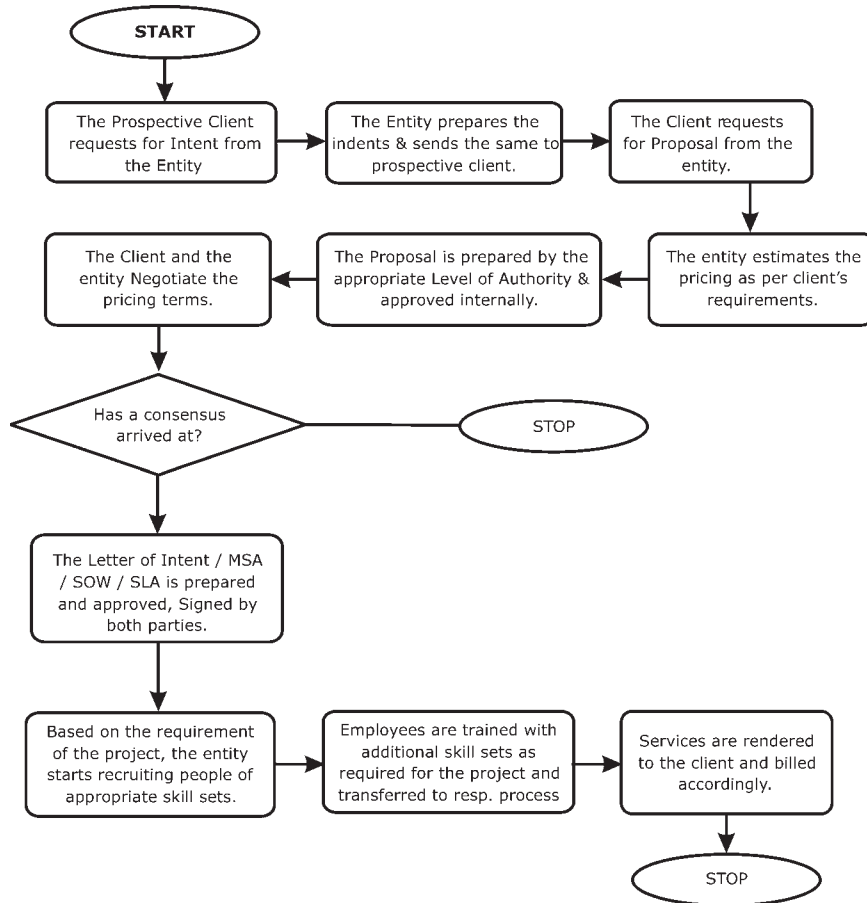 START
The Prospective Client
requests for Intent from
the Entity
The Entity prepares the
indents & sends the same to
prospective client.
The Client requests
for Proposal from the
entity.
The entity estimates the
pricing as per client's
requirements.
The Proposal is prepared by the
appropriate Level of Authority &
approved internally.
The Client and the
entity Negotiate the
pricing terms.
Has a consensus
arrived at?
STOP
The Letter of Intent / MSA
/ SOW / SLA is prepared
and approved, Signed by
both parties.
Based on the requirement
of the project, the entity
starts recruiting people of
appropriate skill sets.
Employees are trained with
additional skill sets as
required for the project and
transferred to resp. process
Services are rendered
to the client and billed
accordingly.
STOP